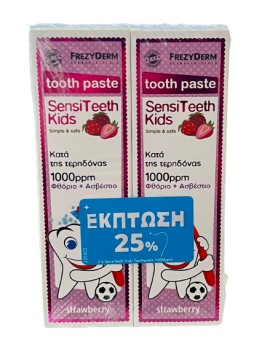 FREZYDERM
tooth paste
SensiTeeth
Kids
Simple & safe
Κατά
της τερηδόνας
1000ppm
Φθόριο + Ασβέστιο
strawberry
FREZYDERM
tooth paste
SensiTeeth
Kids
Simple & safe
Κατά
της τερηδόνας
1000ppm
Φθόριο + Ασβέστιο
strawberry
ΕΚΠΤΩΣΗ
25%